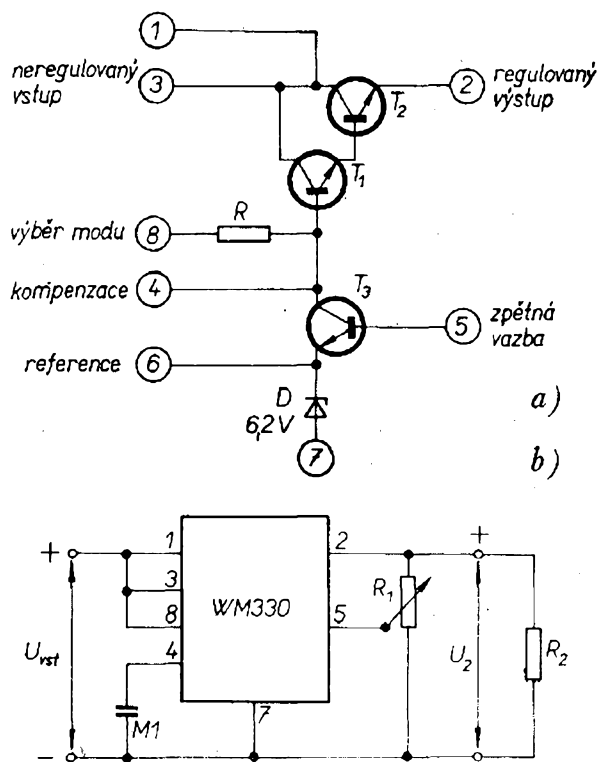 1
neregulovaný vstup
3
2
regulovaný výstup
T2
T1
R
výběr modu
8
kompenzace
4
T3
5
zpětná vazba
reference
6
D
6,2V
a)
7
b)
+
1
2
+
3
R1
8
WM330
5
Uvst
4
U2
R2
7
M1
-